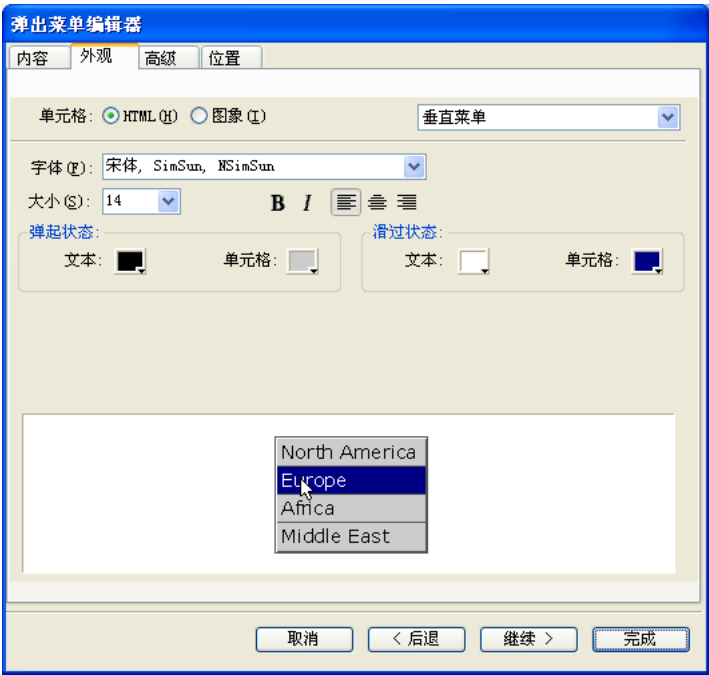 弹出菜单编辑器
内容 外观 高级 位置
单元格: HTML(H) 图象(I) 垂直菜单
字体(F): 宋体, SimSun, NSimSun
大小(S): 14 B I
弹起状态: 滑过状态:
文本: 单元格: 文本: 单元格:
North America
Europe
Africa
Middle East
取消 < 后退 继续 > 完成